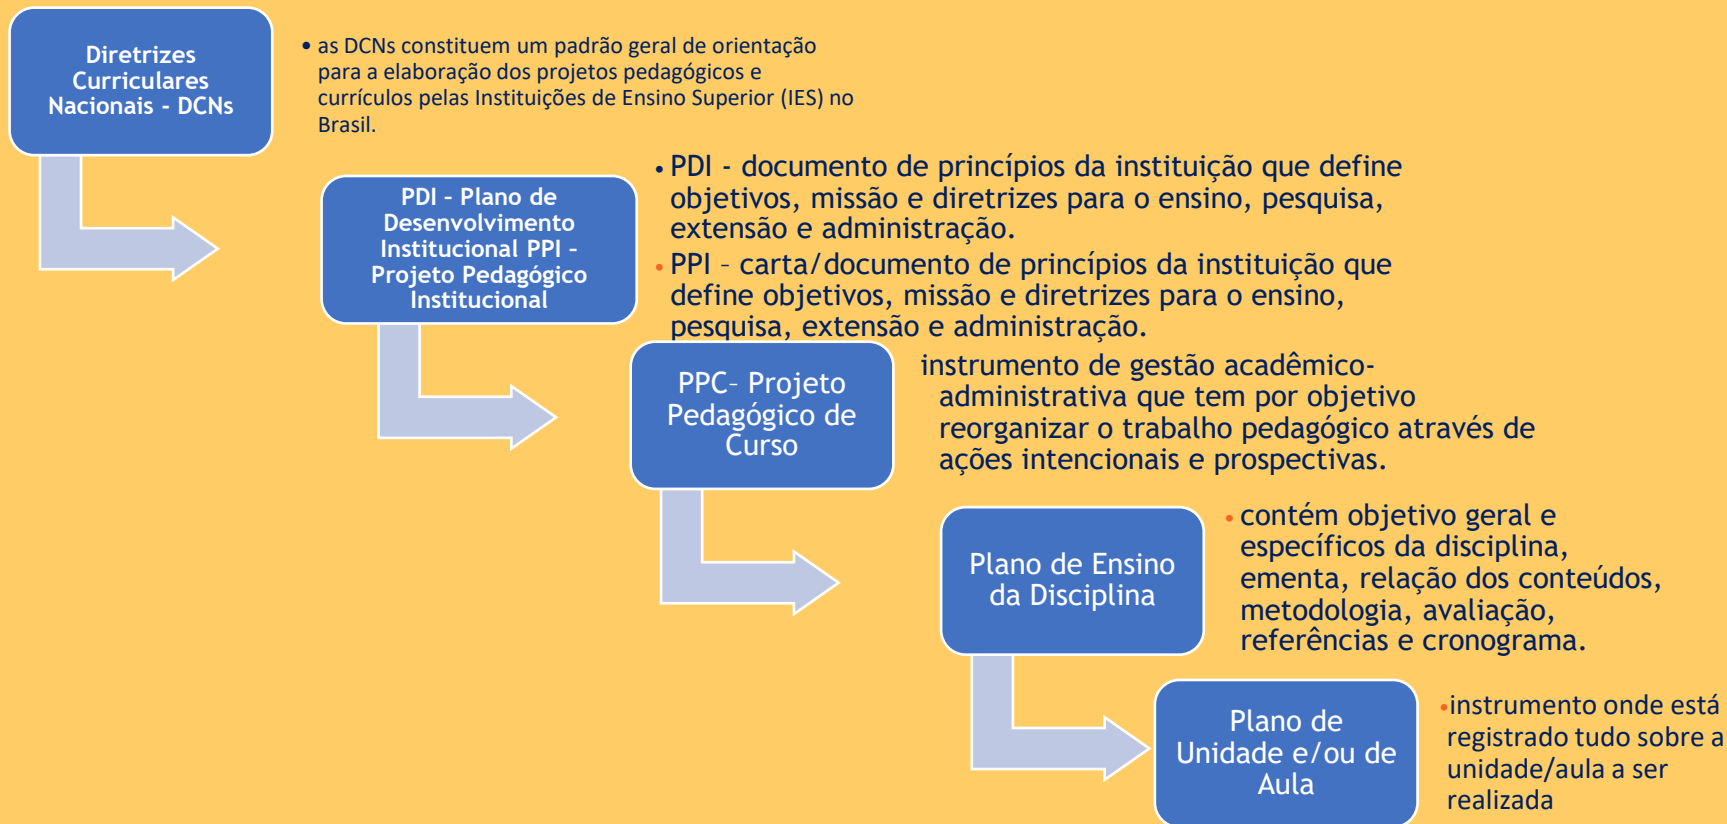 Diretrizes
Curriculares
Nacionais - DCNs
• as DCNs constituem um padrão geral de orientação
para a elaboração dos projetos pedagógicos e
currículos pelas Instituições de Ensino Superior (IES) no
Brasil.
PDI – Plano de
Desenvolvimento
Institucional PPI –
Projeto Pedagógico
Institucional
• PDI - documento de princípios da instituição que define
objetivos, missão e diretrizes para o ensino, pesquisa,
extensão e administração.
• PPI – carta/documento de princípios da instituição que
define objetivos, missão e diretrizes para o ensino,
pesquisa, extensão e administração.
PPC– Projeto
Pedagógico de
Curso
instrumento de gestão acadêmico-
administrativa que tem por objetivo
reorganizar o trabalho pedagógico através de
ações intencionais e prospectivas.
Plano de Ensino
da Disciplina
• contém objetivo geral e
específicos da disciplina,
ementa, relação dos conteúdos,
metodologia, avaliação,
referências e cronograma.
Plano de
Unidade e/ou de
Aula
•instrumento onde está
registrado tudo sobre a
unidade/aula a ser
realizada